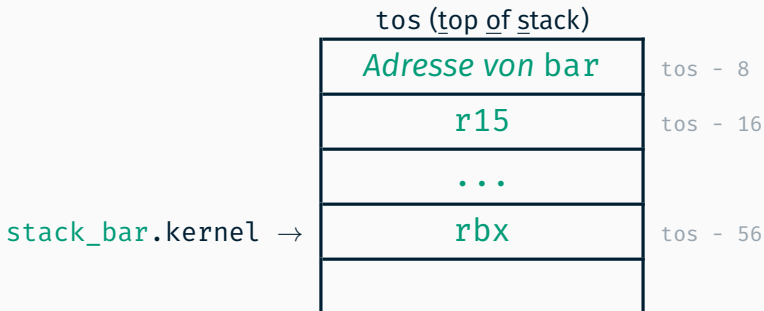 tos (top of stack)
Adresse von bar tos - 8
r15 tos - 16
...
stack_bar.kernel → rbx tos - 56